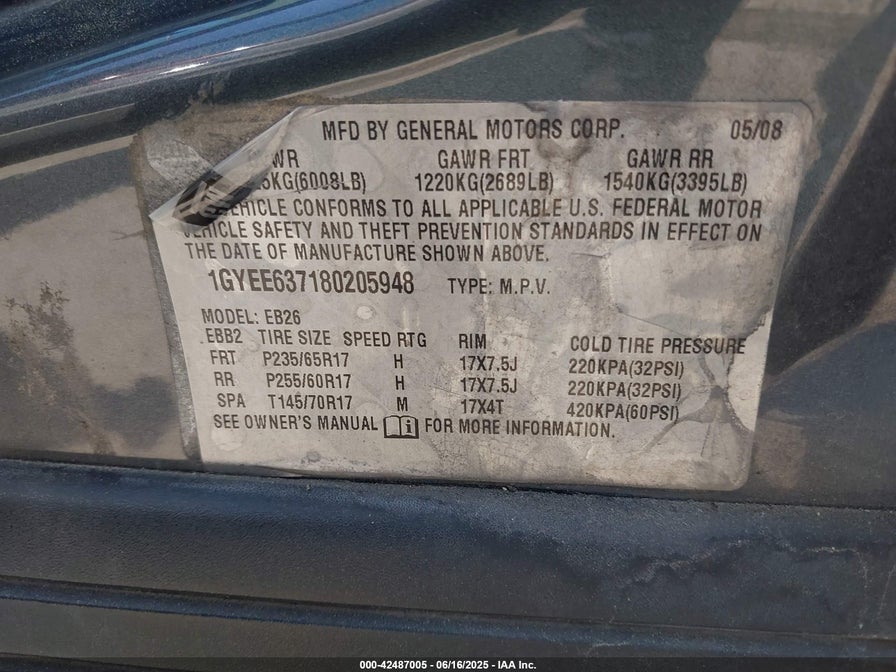 MFD BY GENERAL MOTORS CORP. 05/08
GAWR FRT GAWR RR
KG(6008LB) 1220KG(2689LB) 1540KG(3395LB)
VEHICLE CONFORMS TO ALL APPLICABLE U.S. FEDERAL MOTOR
VEHICLE SAFETY AND THEFT PREVENTION STANDARDS IN EFFECT ON
THE DATE OF MANUFACTURE SHOWN ABOVE.
1GYEE637180205948 TYPE: M.P.V.
MODEL: EB26
EBB2 TIRE SIZE SPEED RTG RIM COLD TIRE PRESSURE
FRT P235/65R17 H 17X7.5J 220KPA(32PSI)
RR P255/60R17 H 17X7.5J 220KPA(32PSI)
SPA T145/70R17 M 17X4T 420KPA(60PSI)
SEE OWNER'S MANUAL FOR MORE INFORMATION.
000-42487005 - 06/16/2025 - IAA Inc.